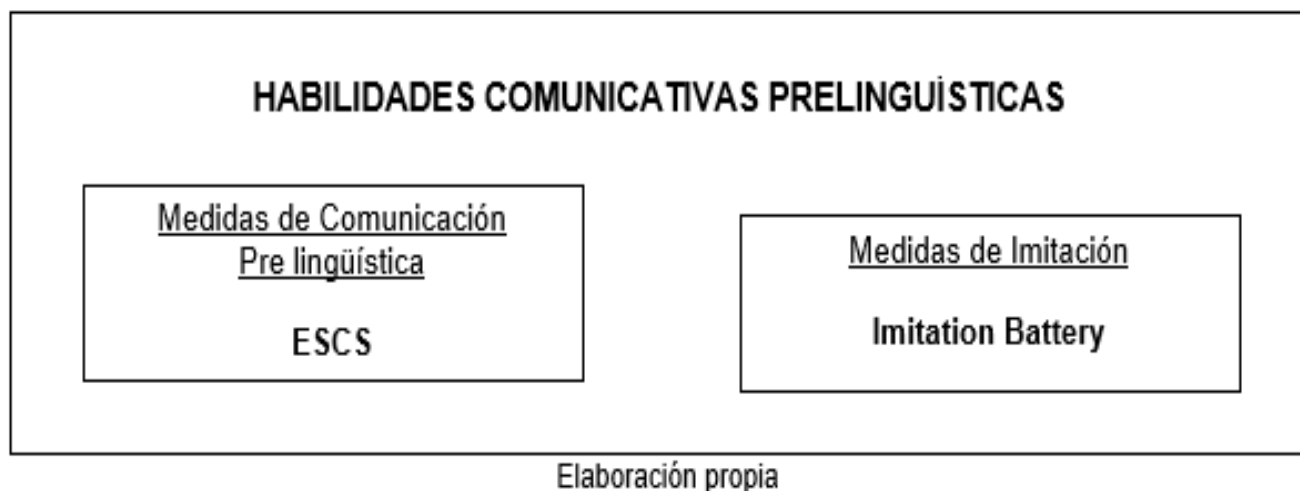 HABILIDADES COMUNICATIVAS PRELINGUÍSTICAS
Medidas de Comunicación
Pre lingüística
ESCS
Medidas de Imitación
Imitation Battery
Elaboración propia